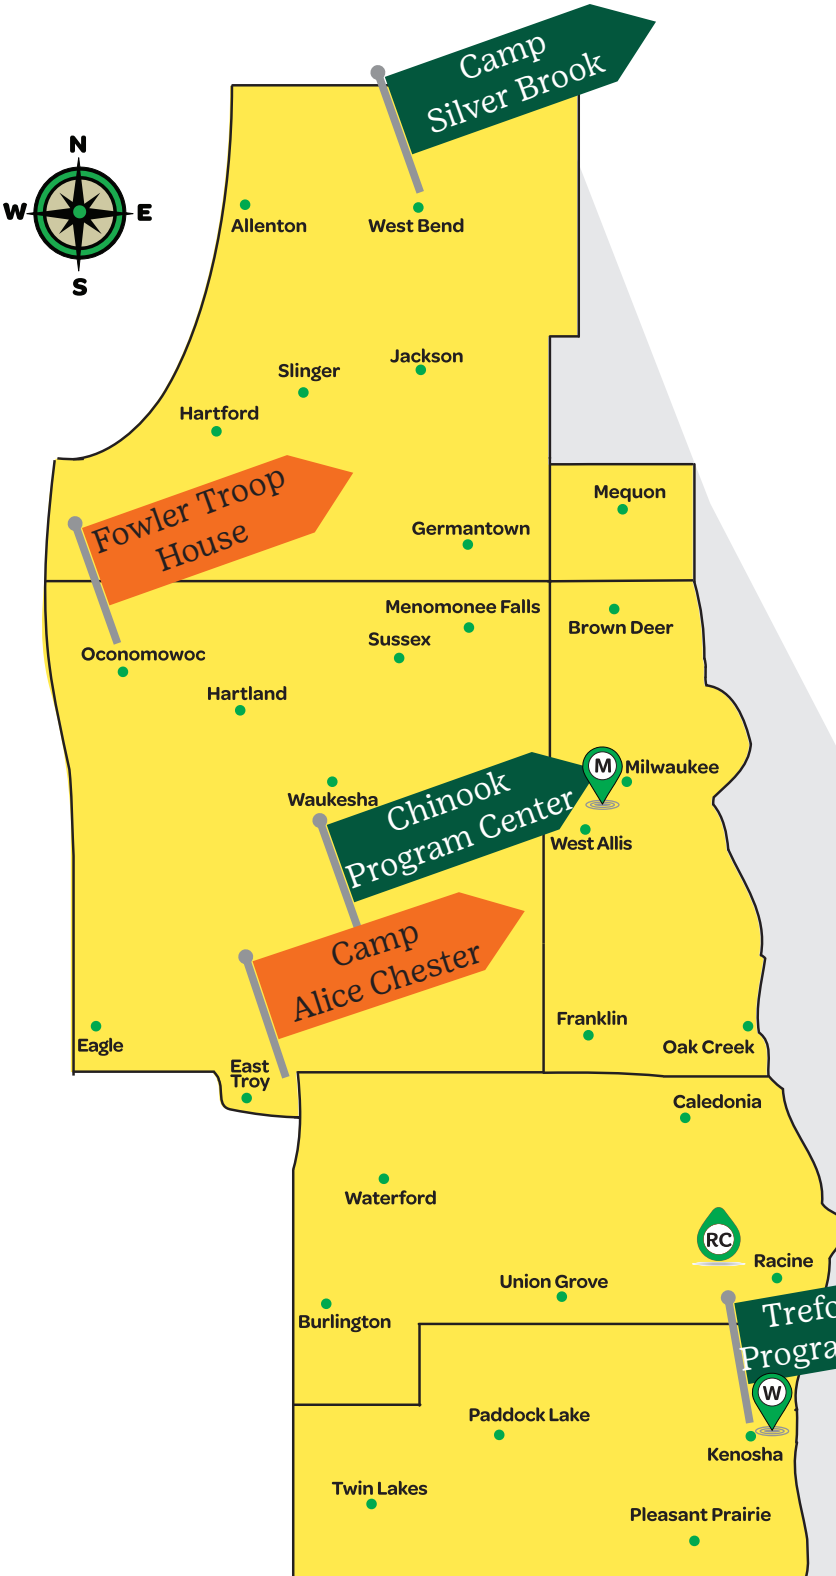 Camp
Silver Brook
N
W
E
S
Allenton
West Bend
Jackson
Slinger
Hartford
Fowler Troop
House
Mequon
Germantown
Menomonee Falls
Brown Deer
Sussex
Oconomowoc
Hartland
M
Milwaukee
Waukesha
Chinook
Program Center
West Allis
Camp
Alice Chester
Franklin
Eagle
Oak Creek
East
Troy
Caledonia
Waterford
RC
Racine
Union Grove
Burlington
Trefo
Progra
W
Paddock Lake
Kenosha
Twin Lakes
Pleasant Prairie